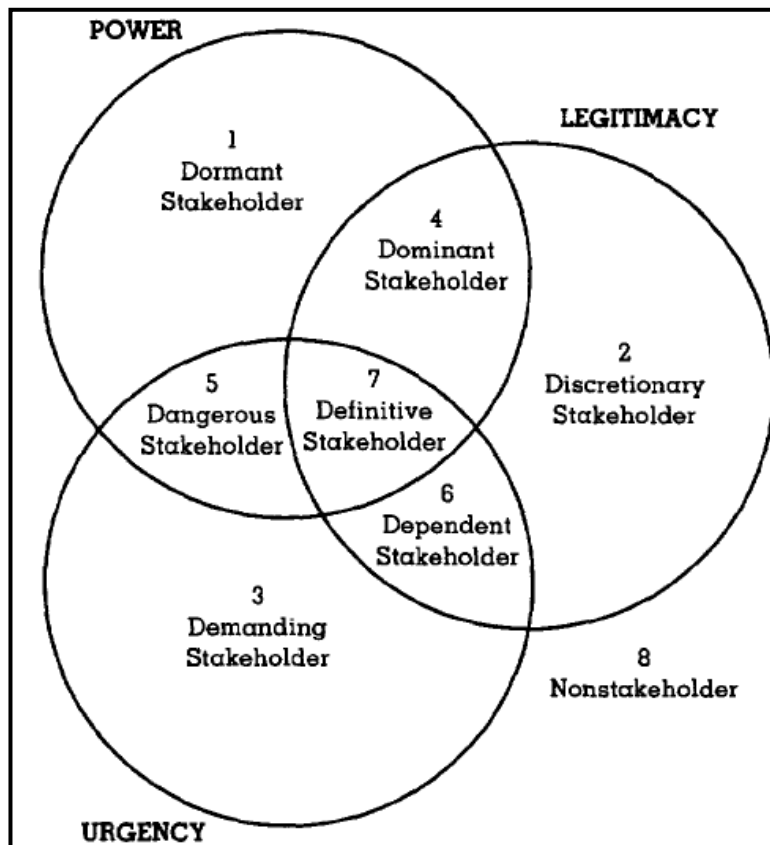 POWER
LEGITIMACY
1
Dormant
Stakeholder
4
Dominant
Stakeholder
2
Discretionary
Stakeholder
5
Dangerous
Stakeholder
7
Definitive
Stakeholder
6
Dependent
Stakeholder
3
Demanding
Stakeholder
8
Nonstakeholder
URGENCY